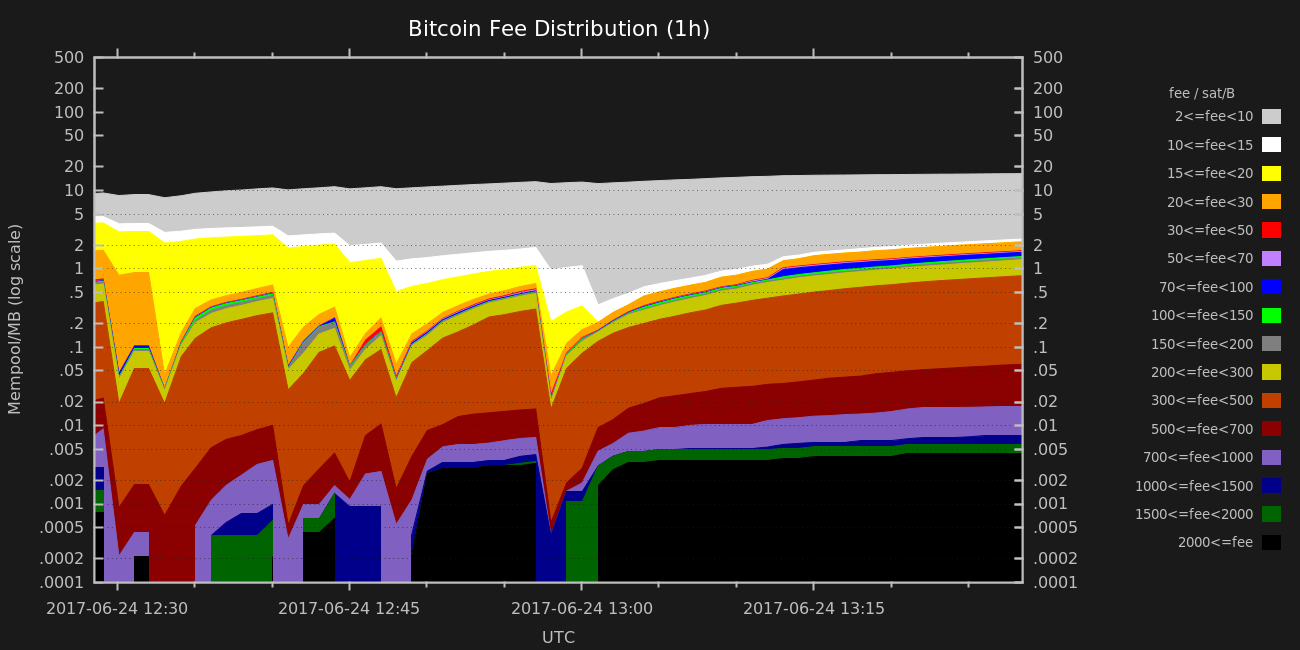 Bitcoin Fee Distribution (1h)
500 500
200 200
100 100
50 50
20 20
10 10
5 5
2 2
1 1
.5 .5
.2 .2
.1 .1
.05 .05
.02 .02
.01 .01
.005 .005
.002 .002
.001 .001
.0005 .0005
.0002 .0002
.0001 .0001
Mempool/MB (log scale)
2017-06-24 12:30 2017-06-24 12:45 2017-06-24 13:00 2017-06-24 13:15
UTC
fee / sat/B
2<=fee<10
10<=fee<15
15<=fee<20
20<=fee<30
30<=fee<50
50<=fee<70
70<=fee<100
100<=fee<150
150<=fee<200
200<=fee<300
300<=fee<500
500<=fee<700
700<=fee<1000
1000<=fee<1500
1500<=fee<2000
2000<=fee